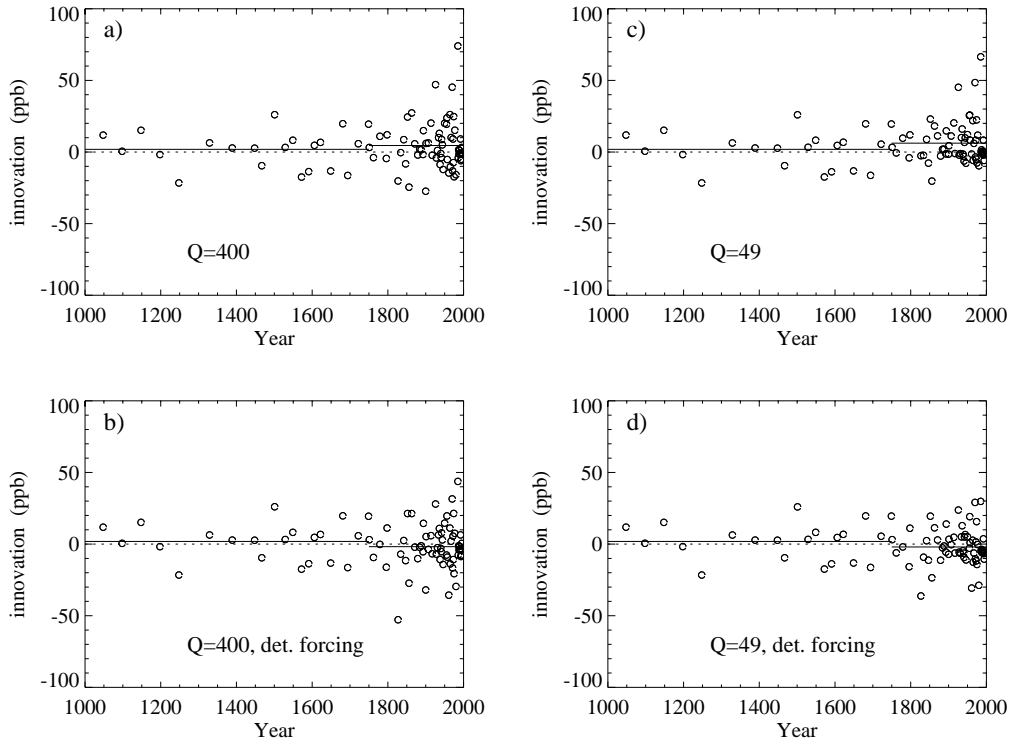 a)
innovation (ppb)
100
50
0
-50
-100
Q=400
1000 1200 1400 1600 1800 2000
Year
c)
innovation (ppb)
100
50
0
-50
-100
Q=49
1000 1200 1400 1600 1800 2000
Year
b)
innovation (ppb)
100
50
0
-50
-100
Q=400, det. forcing
1000 1200 1400 1600 1800 2000
Year
d)
innovation (ppb)
100
50
0
-50
-100
Q=49, det. forcing
1000 1200 1400 1600 1800 2000
Year